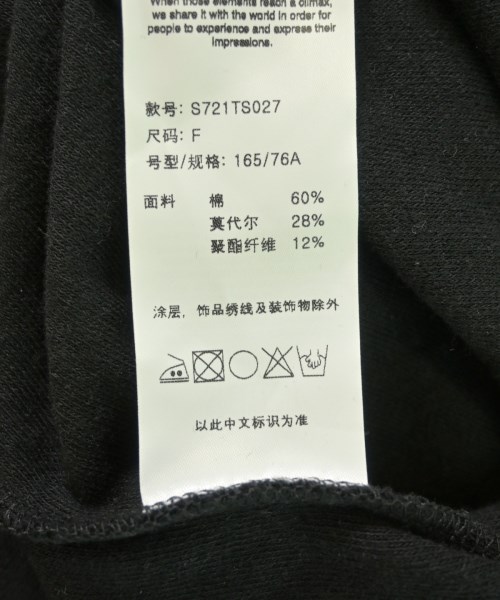 When those elements reach a climax,
we share it with the world in order for
people to experience and express their
impressions.
款号: S721TS027
尺码: F
号型/规格: 165/76A
面料 棉 60%
莫代尔 28%
聚酯纤维 12%
涂层, 饰品绣线及装饰物除外
以此中文标识为准